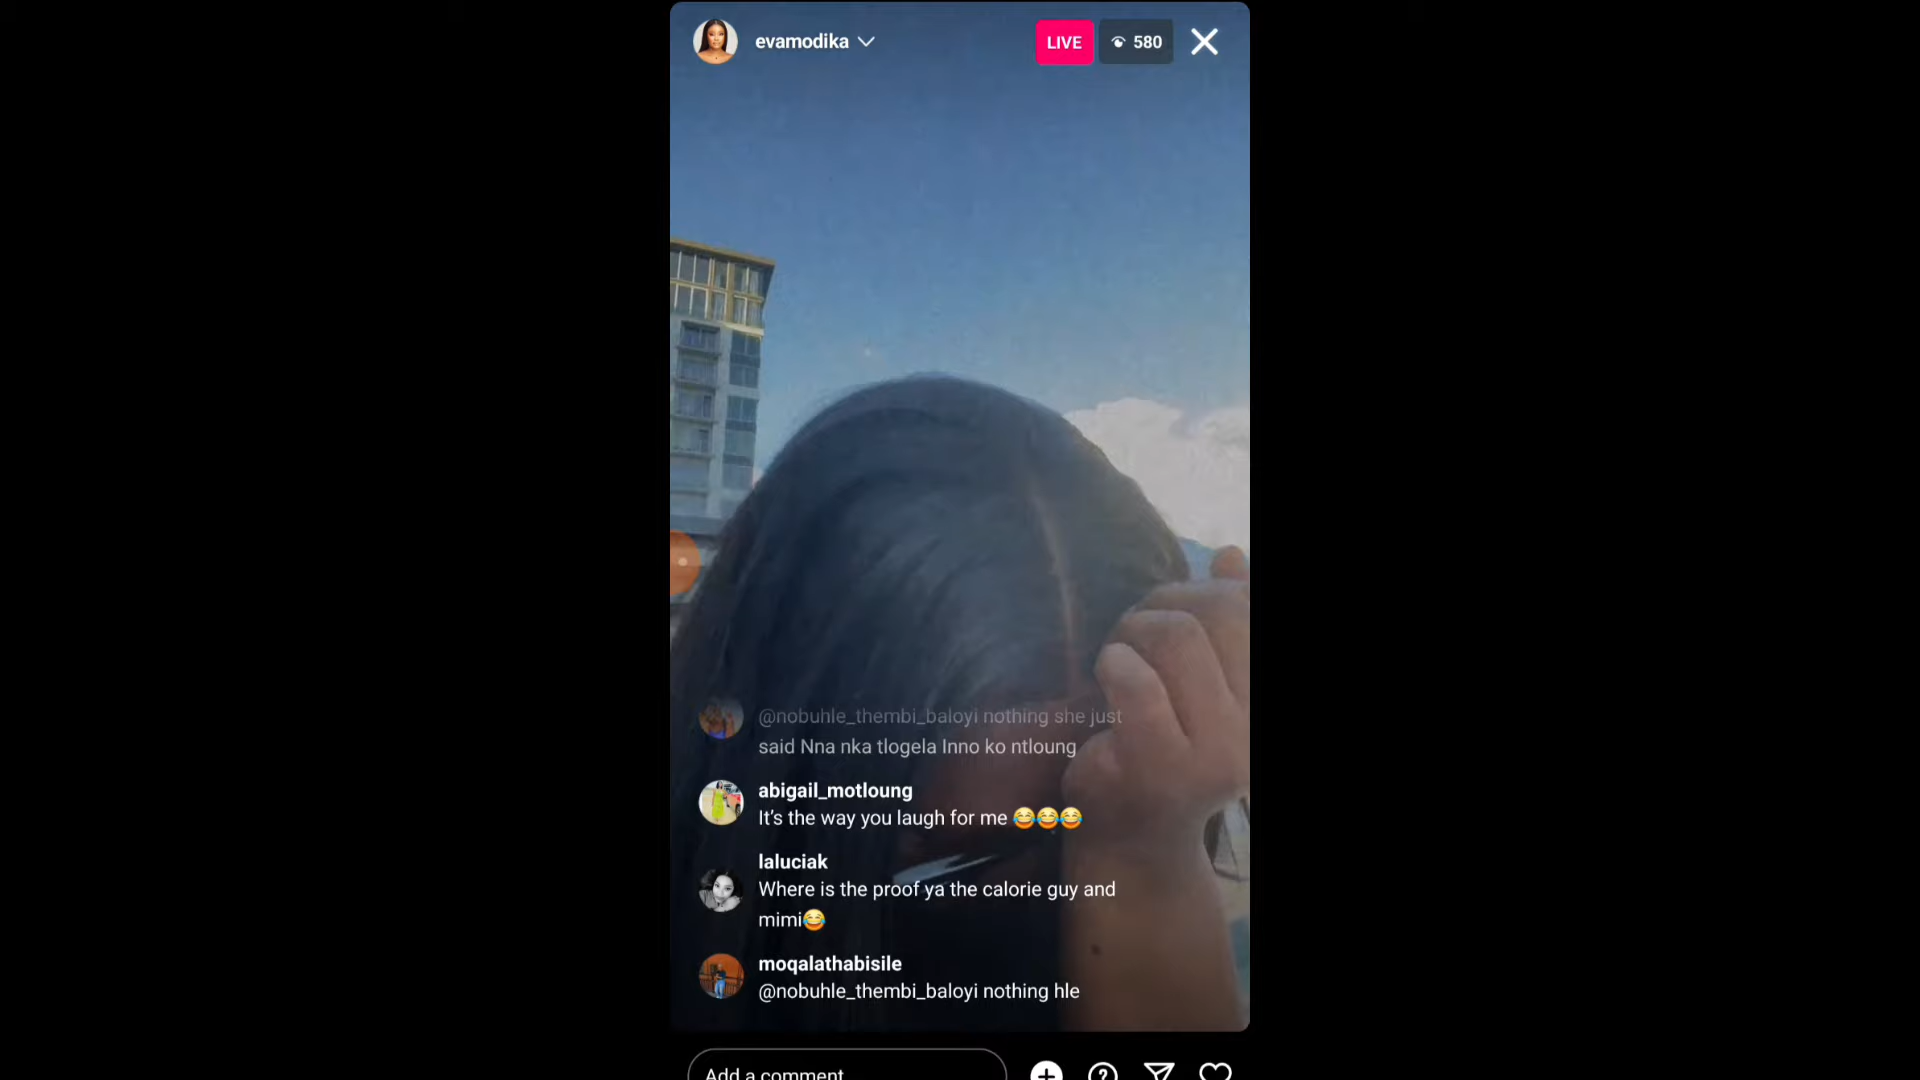 evamodika
LIVE
580
@nobuhle_thembi_baloyi nothing she just
said Nna nka tlogela Inno ko ntloung
abigail_motloung
It’s the way you laugh for me 😂😂😂
laluciak
Where is the proof ya the calorie guy and
mimi😂
moqalathabisile
@nobuhle_thembi_baloyi nothing hle
Add a comment